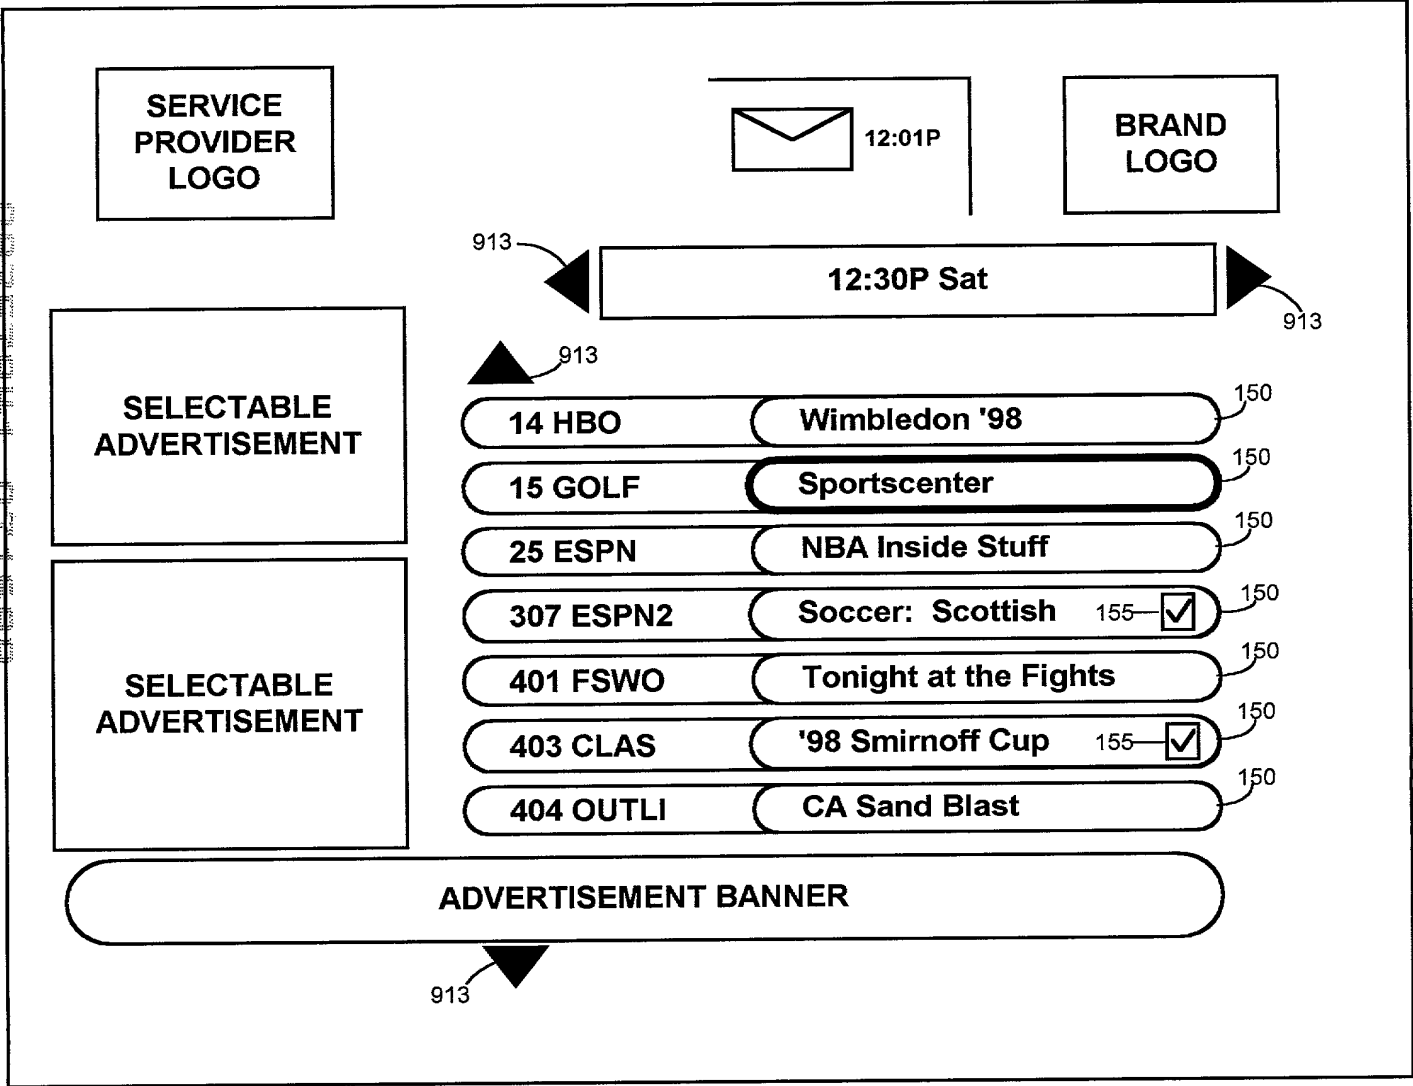 SERVICE
PROVIDER
LOGO
12:01P
BRAND
LOGO
913
12:30P Sat
913
913
SELECTABLE
ADVERTISEMENT
14 HBO Wimbledon '98 150
15 GOLF Sportscenter 150
25 ESPN NBA Inside Stuff 150
307 ESPN2 Soccer: Scottish 155 150
401 FSWO Tonight at the Fights 150
403 CLAS '98 Smirnoff Cup 155 150
404 OUTLI CA Sand Blast 150
SELECTABLE
ADVERTISEMENT
ADVERTISEMENT BANNER
913